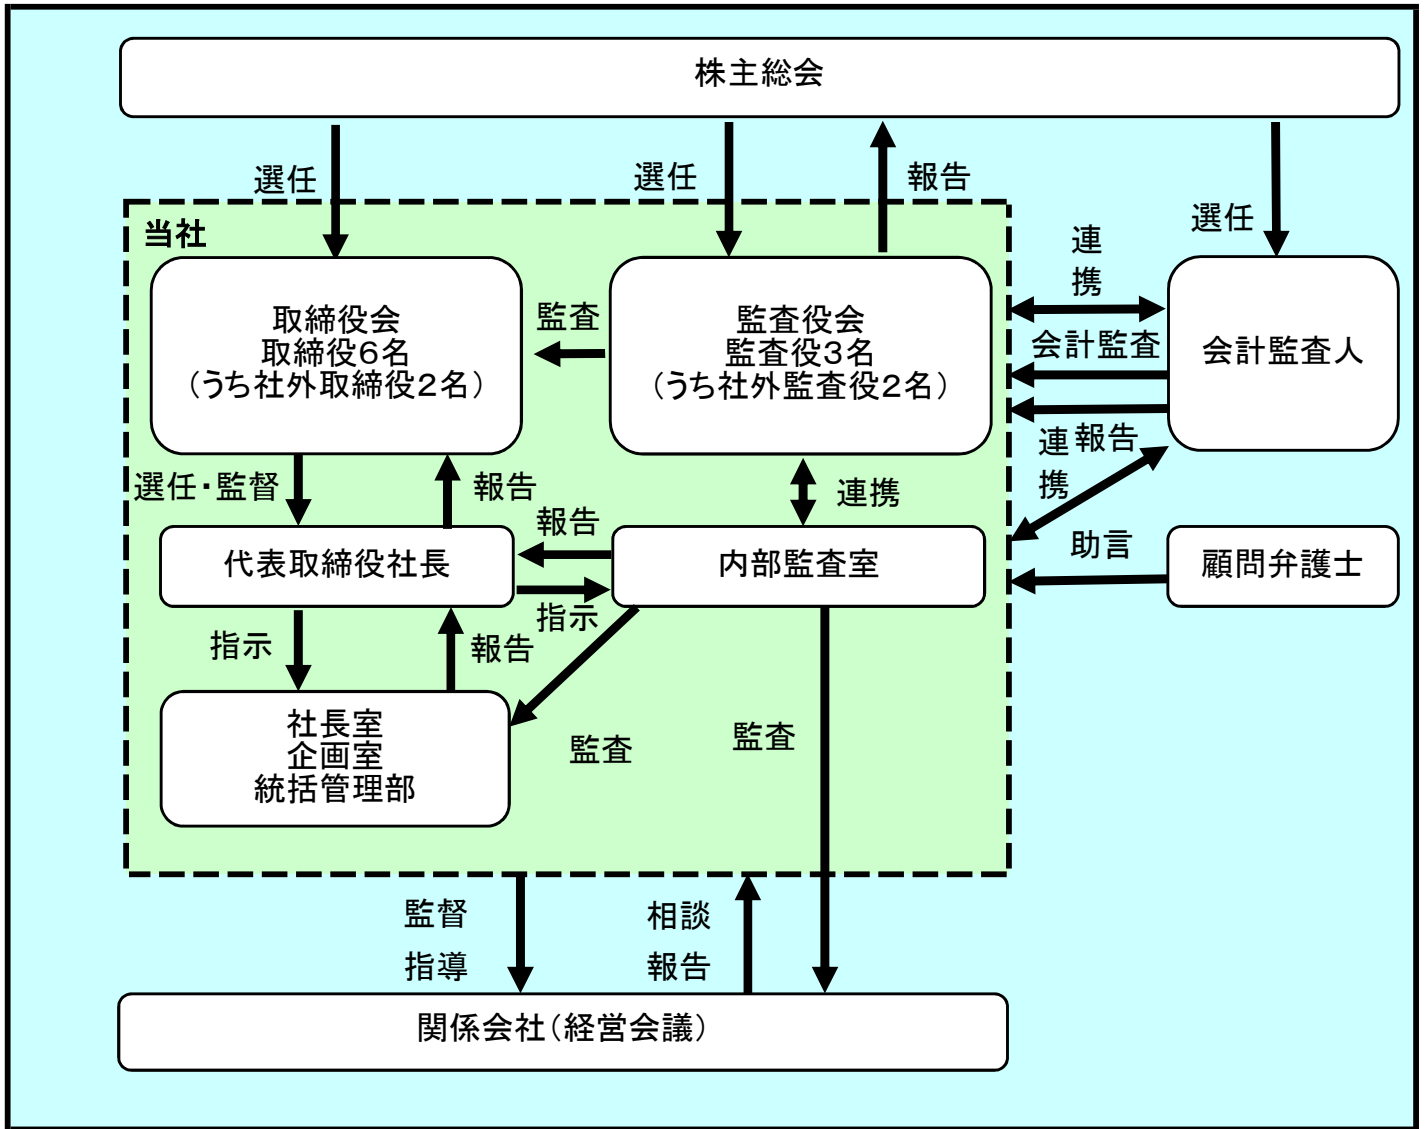 株主総会
選任
選任
報告
選任
当社
連
携
取締役会
取締役6名
（うち社外取締役2名）
監査
監査役会
監査役3名
（うち社外監査役2名）
会計監査
会計監査人
報告
連
携
選任・監督
報告
連携
報告
代表取締役社長
内部監査室
助言
顧問弁護士
指示
指示
報告
社長室
企画室
統括管理部
監査
監査
監督
指導
相談
報告
関係会社（経営会議）